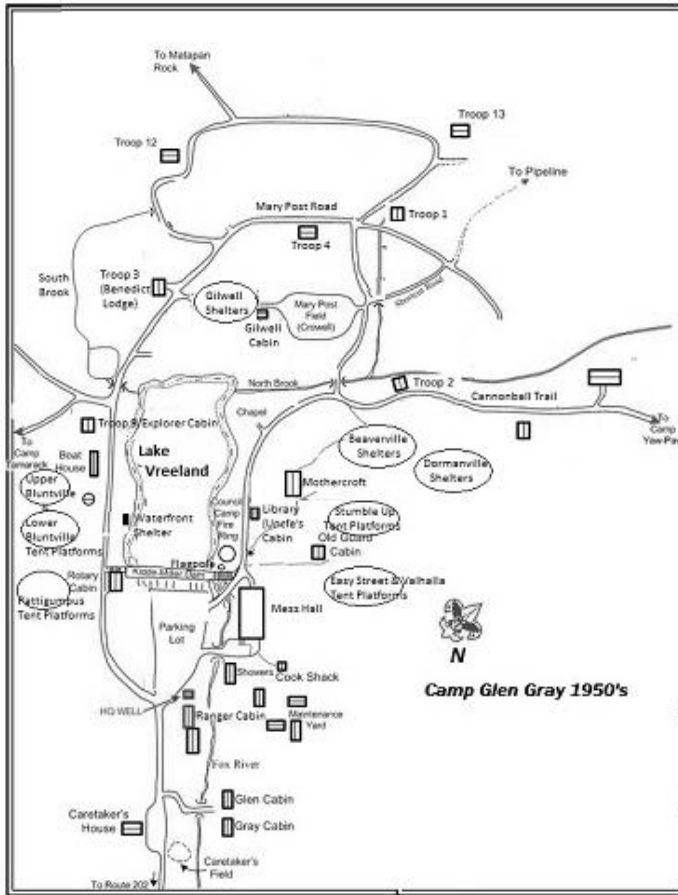 To Matapan
Rock
Troop 13
Troop 12
To Pipeline
Mary Post Road
Troop 1
Troop 4
South
Brook
Troop 3
(Benedict
Lodge)
Gilwell
Shelters
Mary Post
Field
(Crowell)
Shortcut Road
Gilwell
Cabin
North Brook
Troop 2
Cannonball Trail
Chapel
To
Camp
Tamarack
Troop 8/Explorer Cabin
Boat
House
Lake
Vreeland
Beaverville
Shelters
To
Camp
Yaw-Pa
Upper
Bluntville
Mothercroft
Dormanville
Shelters
Lower
Bluntville
Tent Platforms
Waterfront
Shelter
Council
Camp
Fire
Ring
Library
Cabin
Stumble Up
Tent Platforms
Old Guard
Cabin
Flagpole
Rotary
Cabin
Dam
Easy Street & Valhalla
Tent Platforms
Rattigumpus
Tent Platforms
Parking
Lot
Mess Hall
N
Showers
Cook Shack
Camp Glen Gray 1950's
HQ WELL
Ranger Cabin
Maintenance
Yard
Fox River
Glen Cabin
Caretaker's
House
Gray Cabin
Caretaker's
Field
To Route 202